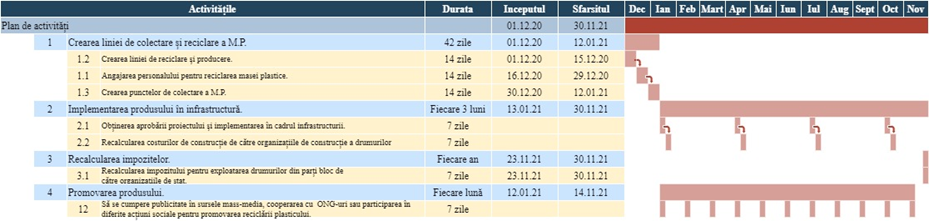 Activitățile Durata Inceputul Sfarsitul Dec Ian Feb Mart Apr Mai Iun Iul Aug Sept Oct Nov
Plan de activități 01.12.20 30.11.21
1 Crearea liniei de colectare și reciclare a M.P. 42 zile 01.12.20 12.01.21
1.2 Crearea liniei de reciclare și producere. 14 zile 01.12.20 15.12.20
1.1 Angajarea personalului pentru reciclarea masei plastice. 14 zile 16.12.20 29.12.20
1.3 Crearea punctelor de colectare a M.P. 14 zile 30.12.20 12.01.21
2 Implementarea produsului în infrastructură. Fiecare 3 luni 13.01.21 30.11.21
2.1 Obținerea aprobării proiectului și implementarea în cadrul infrastructurii. 7 zile
2.2 Recalcularea costurilor de construcție de către organizațiile de construcție a drumurilor 7 zile
3 Recalcularea impozitelor. Fiecare an 23.11.21 30.11.21
3.1 Recalcularea impozitului pentru exploatarea drumurilor din parți bloc de 7 zile 23.11.21 30.11.21
către organizațiile de stat.
4 Promovarea produsului. Fiecare lună 12.01.21 14.11.21
12 Să se cumpere publicitate în sursele mass-media, cooperarea cu ONG-uri sau participarea în 7 zile
diferite acțiuni sociale pentru promovarea reciclării plasticului.